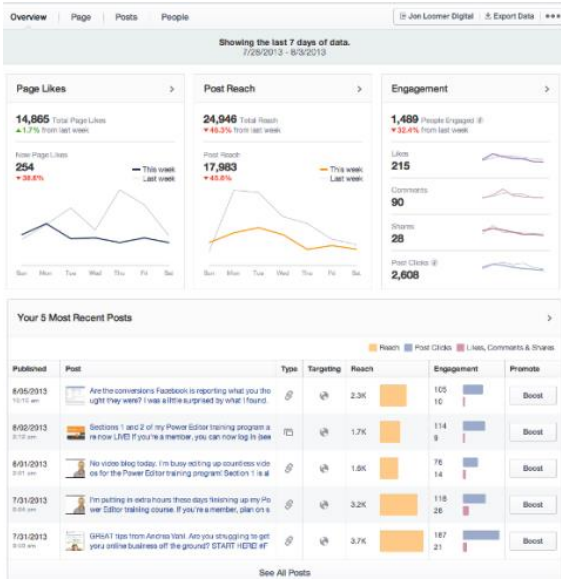 Overview Page Posts People Jon Loomer Digital Export Data
Showing the last 7 days of data.
7/28/2013 - 8/3/2013
Page Likes Post Reach Engagement
14,865 Total Page Likes 24,946 Total Reach 1,489 People Engaged
1.7% from last week 46.3% from last week 32.4% from last week
New Page Likes Post Reach Likes
254 This week 17,983 This week 215
38.8% Last week Last week
Comments
90
Shares
28
Post Clicks
2,608
Sun Mon Tue Wed Thu Fri Sat Sun Mon Tue Wed Thu Fri Sat
Your 5 Most Recent Posts
Reach Post Clicks Likes, Comments & Shares
Published Post Type Targeting Reach Engagement Promote
8/05/2013 Are the conversions Facebook is reporting what you tho 2.3K 105 Boost
ught they were? I was a little surprised by what I found. 10
8/02/2013 Sections 1 and 2 of my Power Editor training program a 1.7K 114 Boost
re now LIVE! If you're a member, you can now log in (see 9
8/01/2013 No video blog today. I'm busy editing up countless vide 1.6K 76 Boost
os for the Power Editor training program! Section 1 is al 14
7/31/2013 I'm putting in extra hours these days finishing up my Po 3.2K 118 Boost
wer Editor training course. If you're a member, plan on s 26
7/31/2013 GREAT tips from Andrea Vahl. Are you struggling to get 3.7K 187 Boost
your online business off the ground? START HERE! #F 21
See All Posts